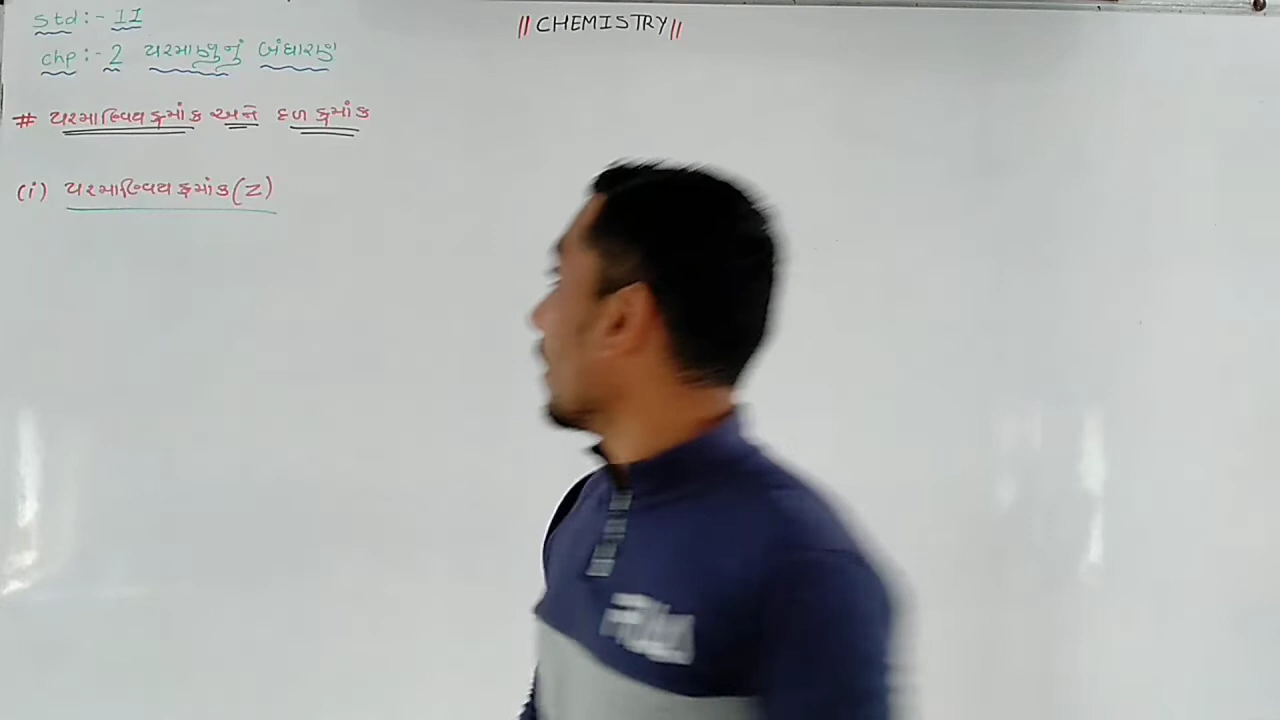 || CHEMISTRY ||
std :- 11
chp :- 2 પરમાણુનું બંધારણ
# પરમાણ્વિય ક્રમાંક અને દળ ક્રમાંક
(i) પરમાણ્વિય ક્રમાંક (Z)